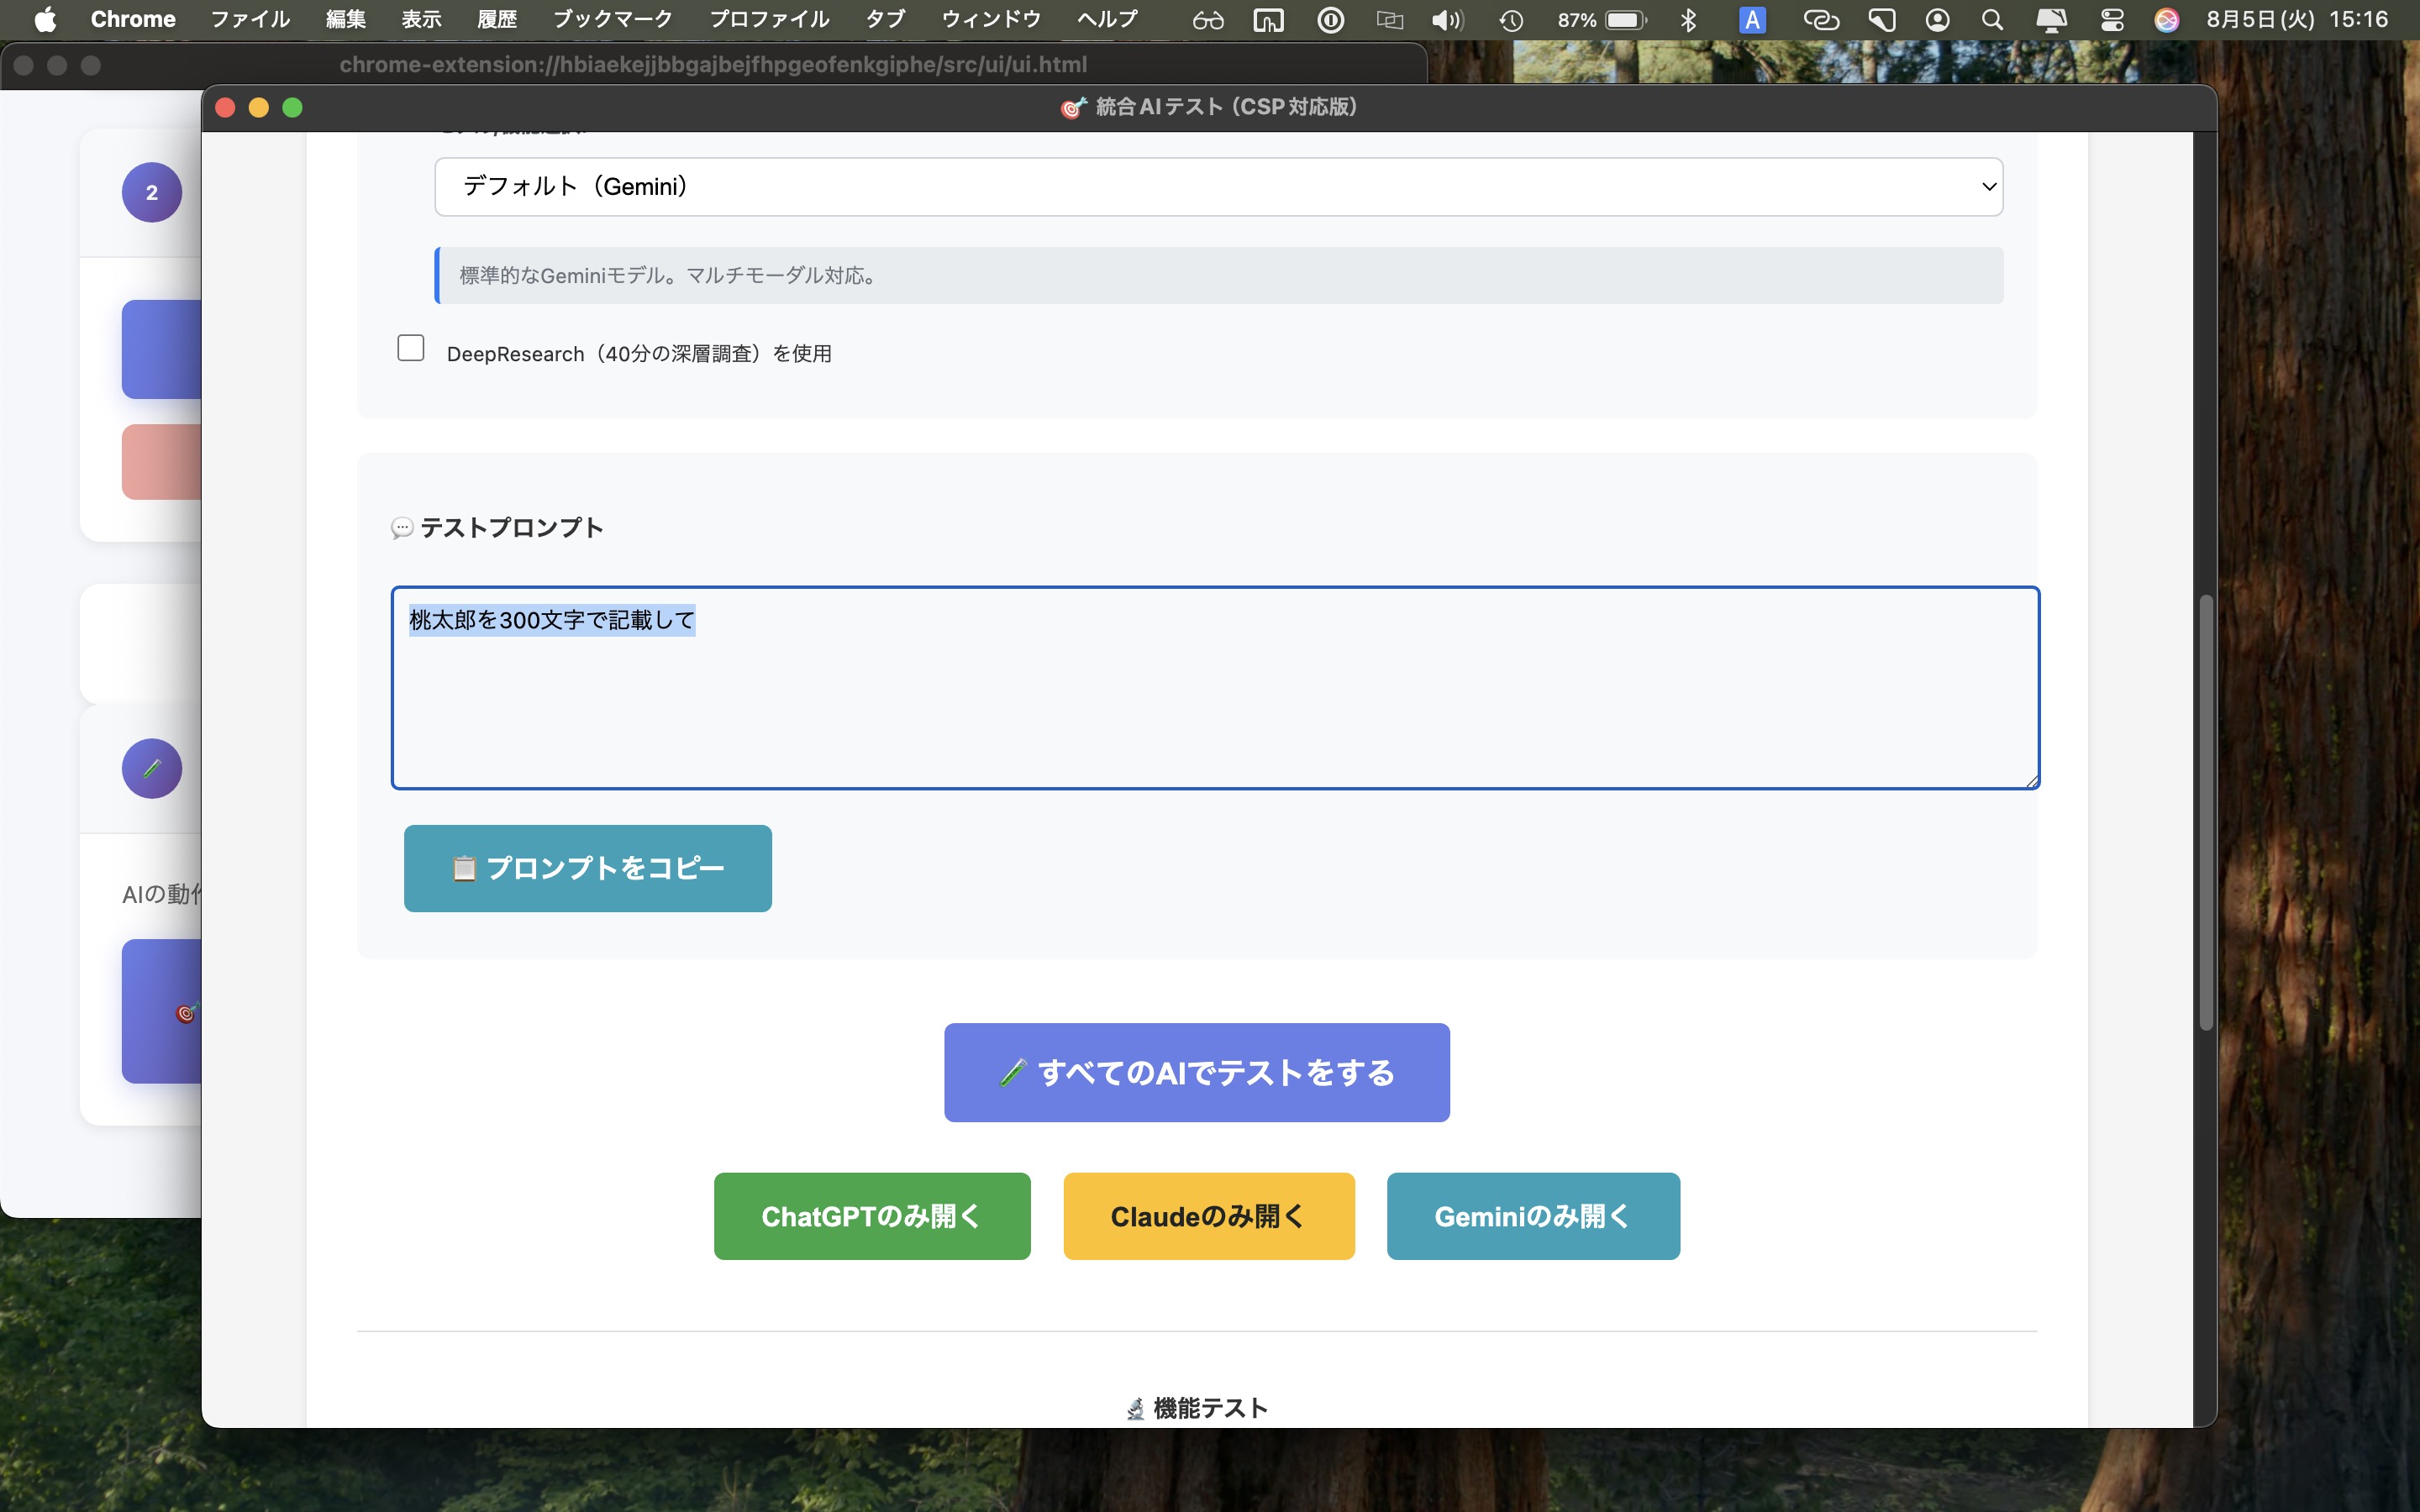 Chrome ファイル 編集 表示 履歴 ブックマーク プロファイル タブ ウィンドウ ヘルプ 87% A 8月5日(火) 15:16
chrome-extension://hbiaekejjbbgajbejfhpgeofenkgiphe/src/ui/ui.html
統合AIテスト(CSP対応版)
2
デフォルト(Gemini)
標準的なGeminiモデル。マルチモーダル対応。
DeepResearch(40分の深層調査)を使用
テストプロンプト
桃太郎を300文字で記載して
プロンプトをコピー
AIの動作
すべてのAIでテストをする
ChatGPTのみ開く
Claudeのみ開く
Geminiのみ開く
機能テスト